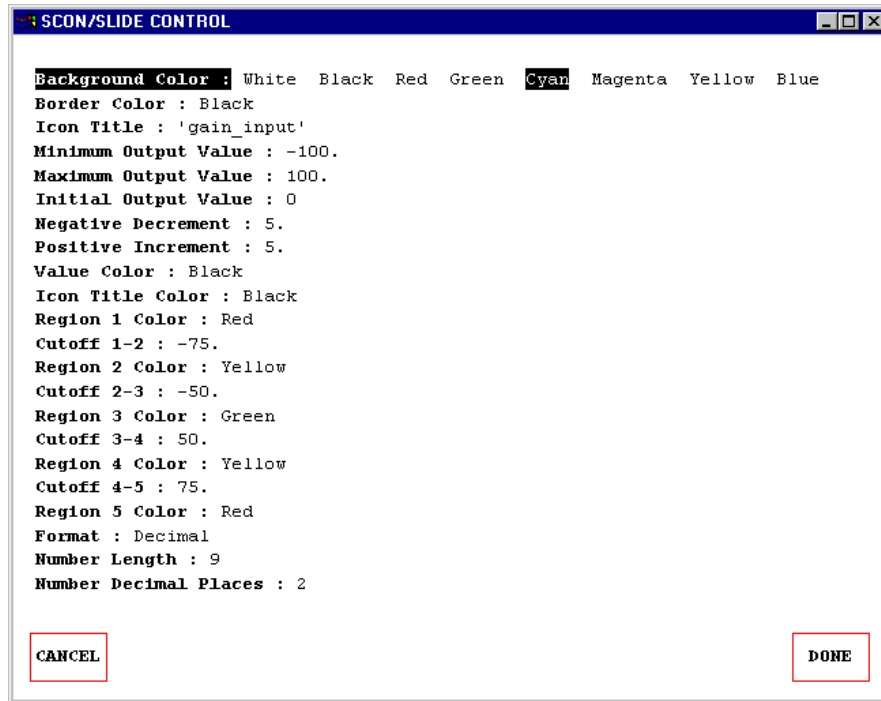 SCON/SLIDE CONTROL
Background Color : White Black Red Green Cyan Magenta Yellow Blue
Border Color : Black
Icon Title : 'gain_input'
Minimum Output Value : -100.
Maximum Output Value : 100.
Initial Output Value : 0
Negative Decrement : 5.
Positive Increment : 5.
Value Color : Black
Icon Title Color : Black
Region 1 Color : Red
Cutoff 1-2 : -75.
Region 2 Color : Yellow
Cutoff 2-3 : -50.
Region 3 Color : Green
Cutoff 3-4 : 50.
Region 4 Color : Yellow
Cutoff 4-5 : 75.
Region 5 Color : Red
Format : Decimal
Number Length : 9
Number Decimal Places : 2
CANCEL DONE